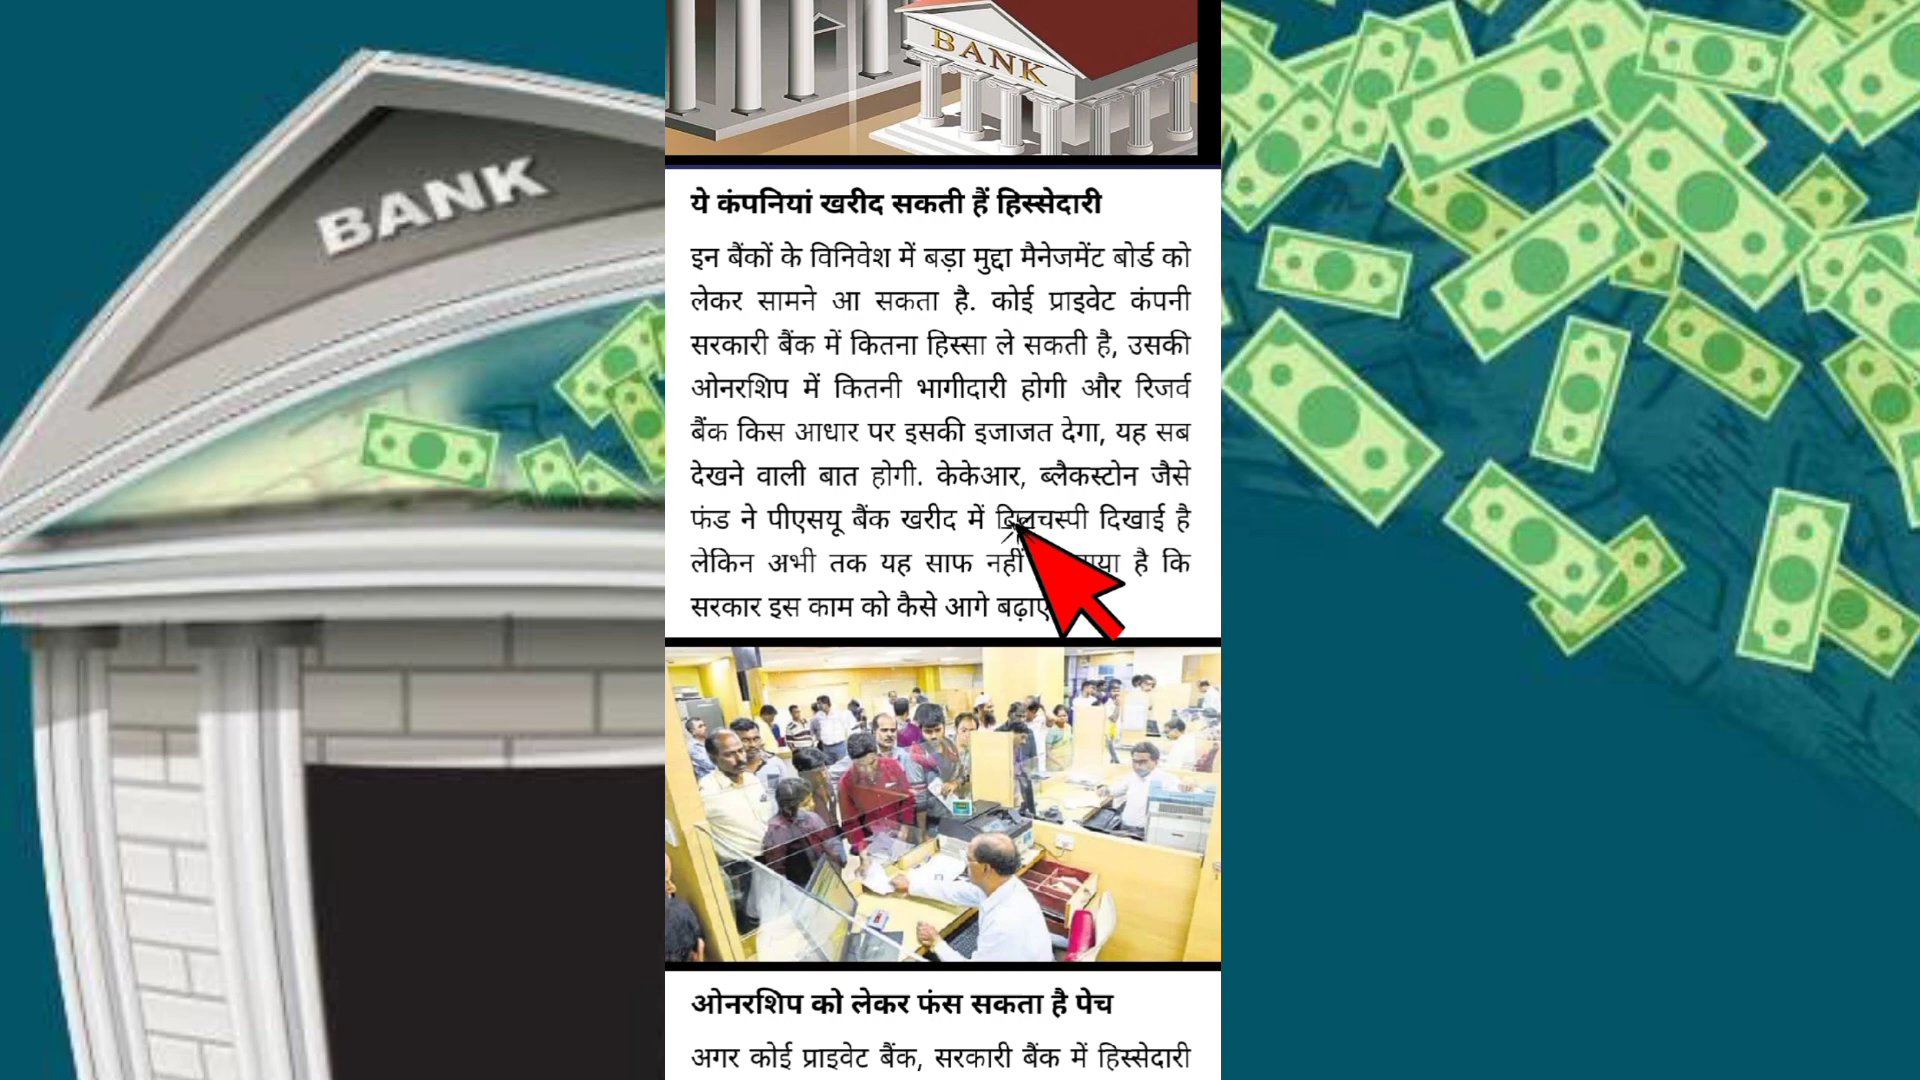 BANK
BANK
ये कंपनियां खरीद सकती हैं हिस्सेदारी
इन बैंकों के विनिवेश में बड़ा मुद्दा मैनेजमेंट बोर्ड को
लेकर सामने आ सकता है. कोई प्राइवेट कंपनी
सरकारी बैंक में कितना हिस्सा ले सकती है, उसकी
ओनरशिप में कितनी भागीदारी होगी और रिजर्व
बैंक किस आधार पर इसकी इजाजत देगा, यह सब
देखने वाली बात होगी. केकेआर, ब्लैकस्टोन जैसे
फंड ने पीएसयू बैंक खरीद में दिलचस्पी दिखाई है
लेकिन अभी तक यह साफ नहीं है कि
सरकार इस काम को कैसे आगे
ओनरशिप को लेकर फंस सकता है पेच
अगर कोई प्राइवेट बैंक, सरकारी बैंक में हिस्सेदारी